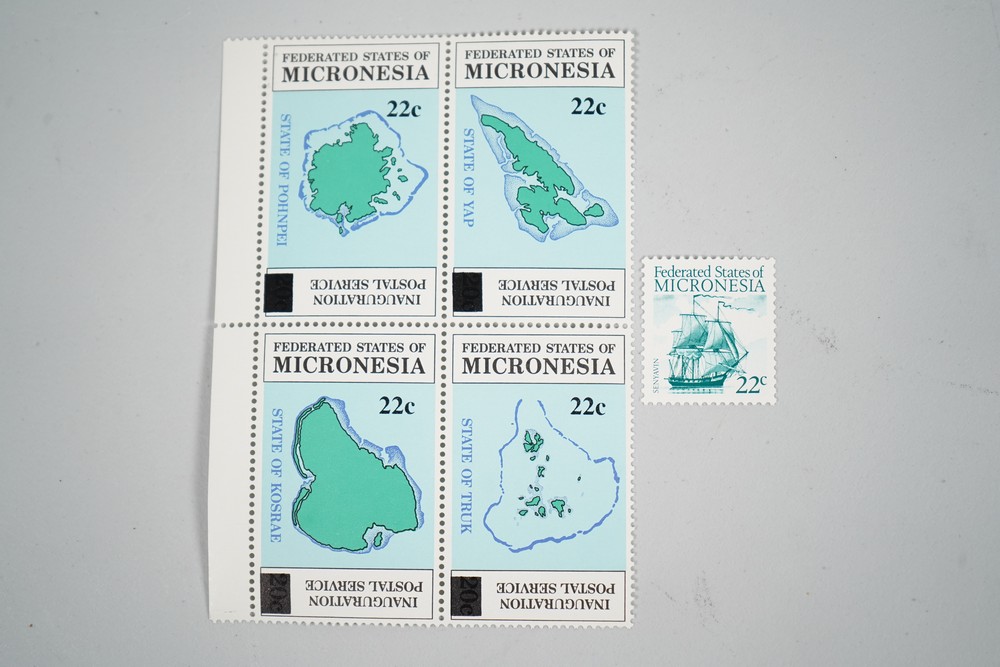 FEDERATED STATES OF
MICRONESIA
22c
STATE OF POHNPEI
INAUGURATION
POSTAL SERVICE
FEDERATED STATES OF
MICRONESIA
22c
STATE OF YAP
20c
INAUGURATION
POSTAL SERVICE
FEDERATED STATES OF
MICRONESIA
22c
STATE OF KOSRAE
20c
INAUGURATION
POSTAL SERVICE
FEDERATED STATES OF
MICRONESIA
22c
STATE OF TRUK
20c
INAUGURATION
POSTAL SERVICE
Federated States of
MICRONESIA
SENYAVIN
22c